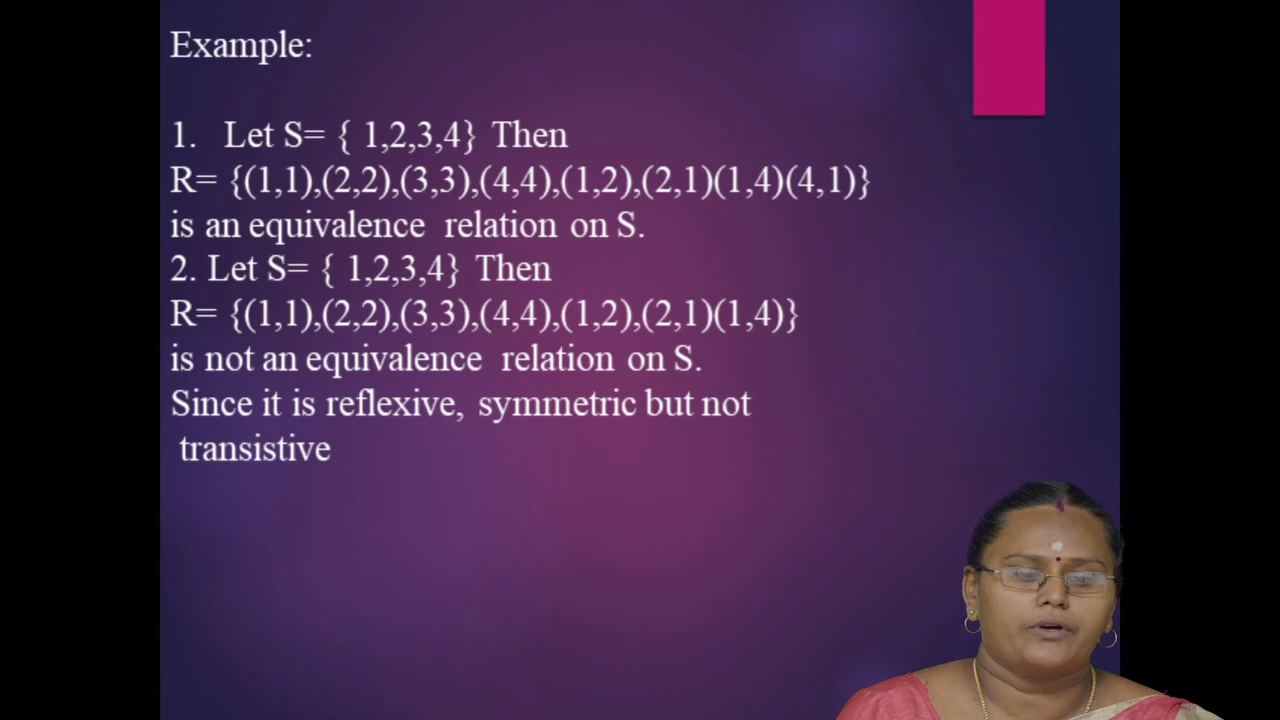 Example:
1. Let S= { 1,2,3,4} Then
R= {(1,1),(2,2),(3,3),(4,4),(1,2),(2,1)(1,4)(4,1)}
is an equivalence relation on S.
2. Let S= { 1,2,3,4} Then
R= {(1,1),(2,2),(3,3),(4,4),(1,2),(2,1)(1,4)}
is not an equivalence relation on S.
Since it is reflexive, symmetric but not
transistive